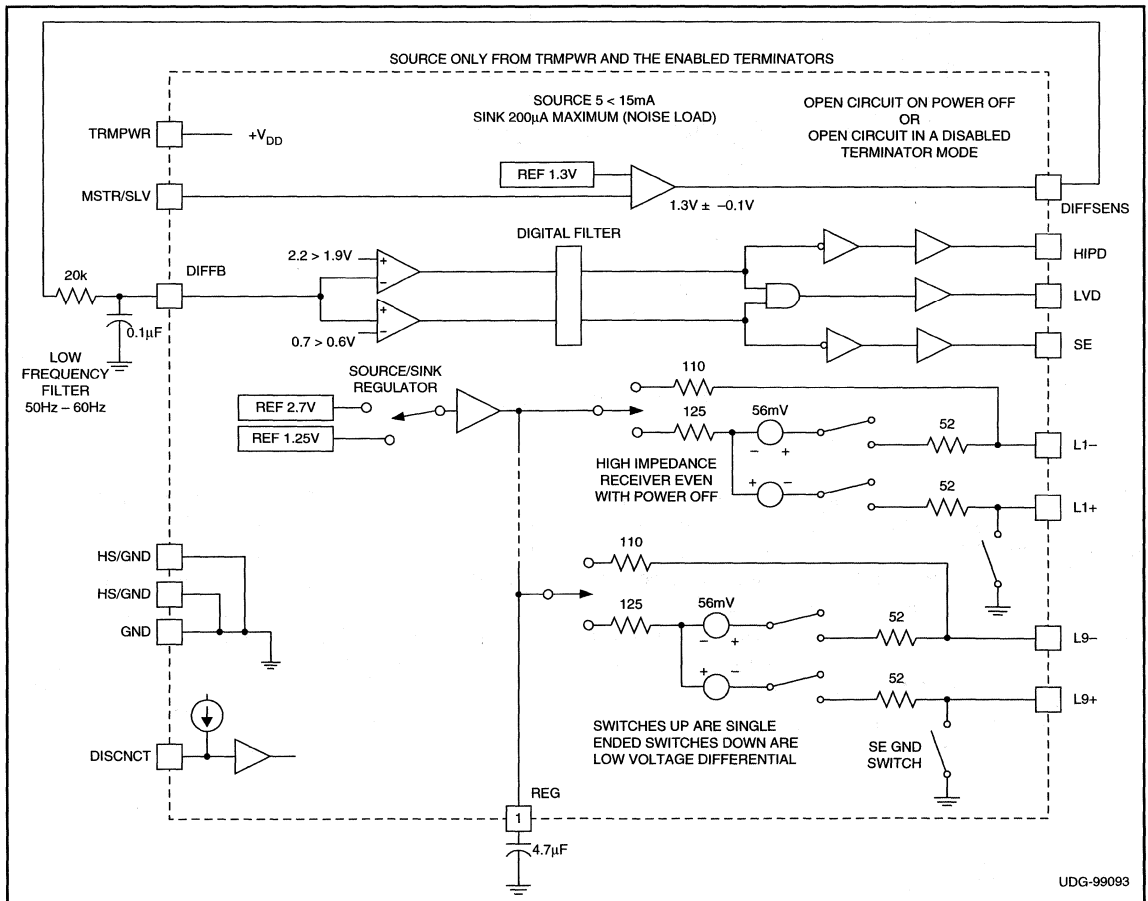 SOURCE ONLY FROM TRMPWR AND THE ENABLED TERMINATORS
SOURCE 5 < 15mA
SINK 200μA MAXIMUM (NOISE LOAD)
OPEN CIRCUIT ON POWER OFF
OR
OPEN CIRCUIT IN A DISABLED
TERMINATOR MODE
TRMPWR
+VDD
REF 1.3V
MSTR/SLV
1.3V ± –0.1V
DIFFSENS
DIGITAL FILTER
HIPD
20k
DIFFB
2.2 > 1.9V
+
–
LVD
0.1μF
+
–
0.7 > 0.6V
SE
LOW
FREQUENCY
FILTER
50Hz – 60Hz
SOURCE/SINK
REGULATOR
110
REF 2.7V
125
56mV
52
REF 1.25V
– +
L1–
HIGH IMPEDANCE
RECEIVER EVEN
WITH POWER OFF
+ –
52
L1+
HS/GND
110
HS/GND
125
56mV
52
GND
– +
L9–
+ –
52
L9+
SWITCHES UP ARE SINGLE
ENDED SWITCHES DOWN ARE
LOW VOLTAGE DIFFERENTIAL
SE GND
SWITCH
DISCNCT
REG
1
4.7μF
UDG-99093